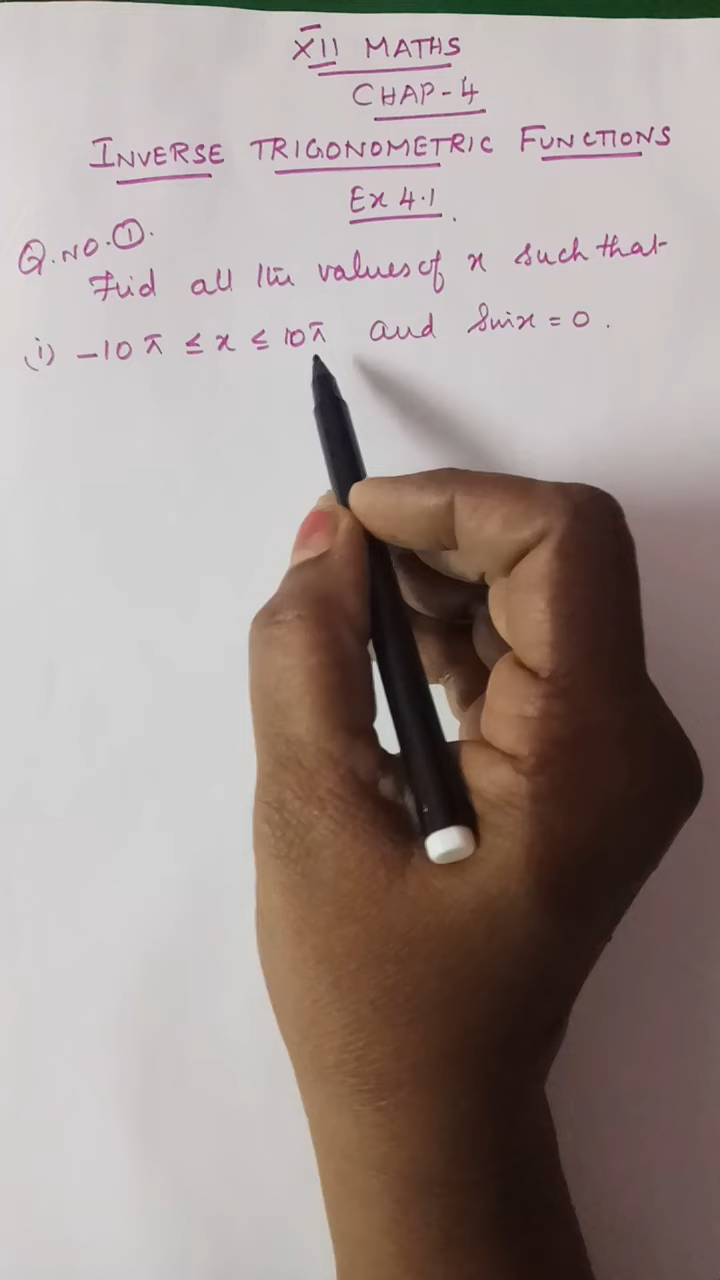 XII MATHS
CHAP-4
INVERSE TRIGONOMETRIC FUNCTIONS
Ex 4.1.
Q.NO.①.
Find all the values of x such that
(i) -10π ≤ x ≤ 10π and Sin x = 0.